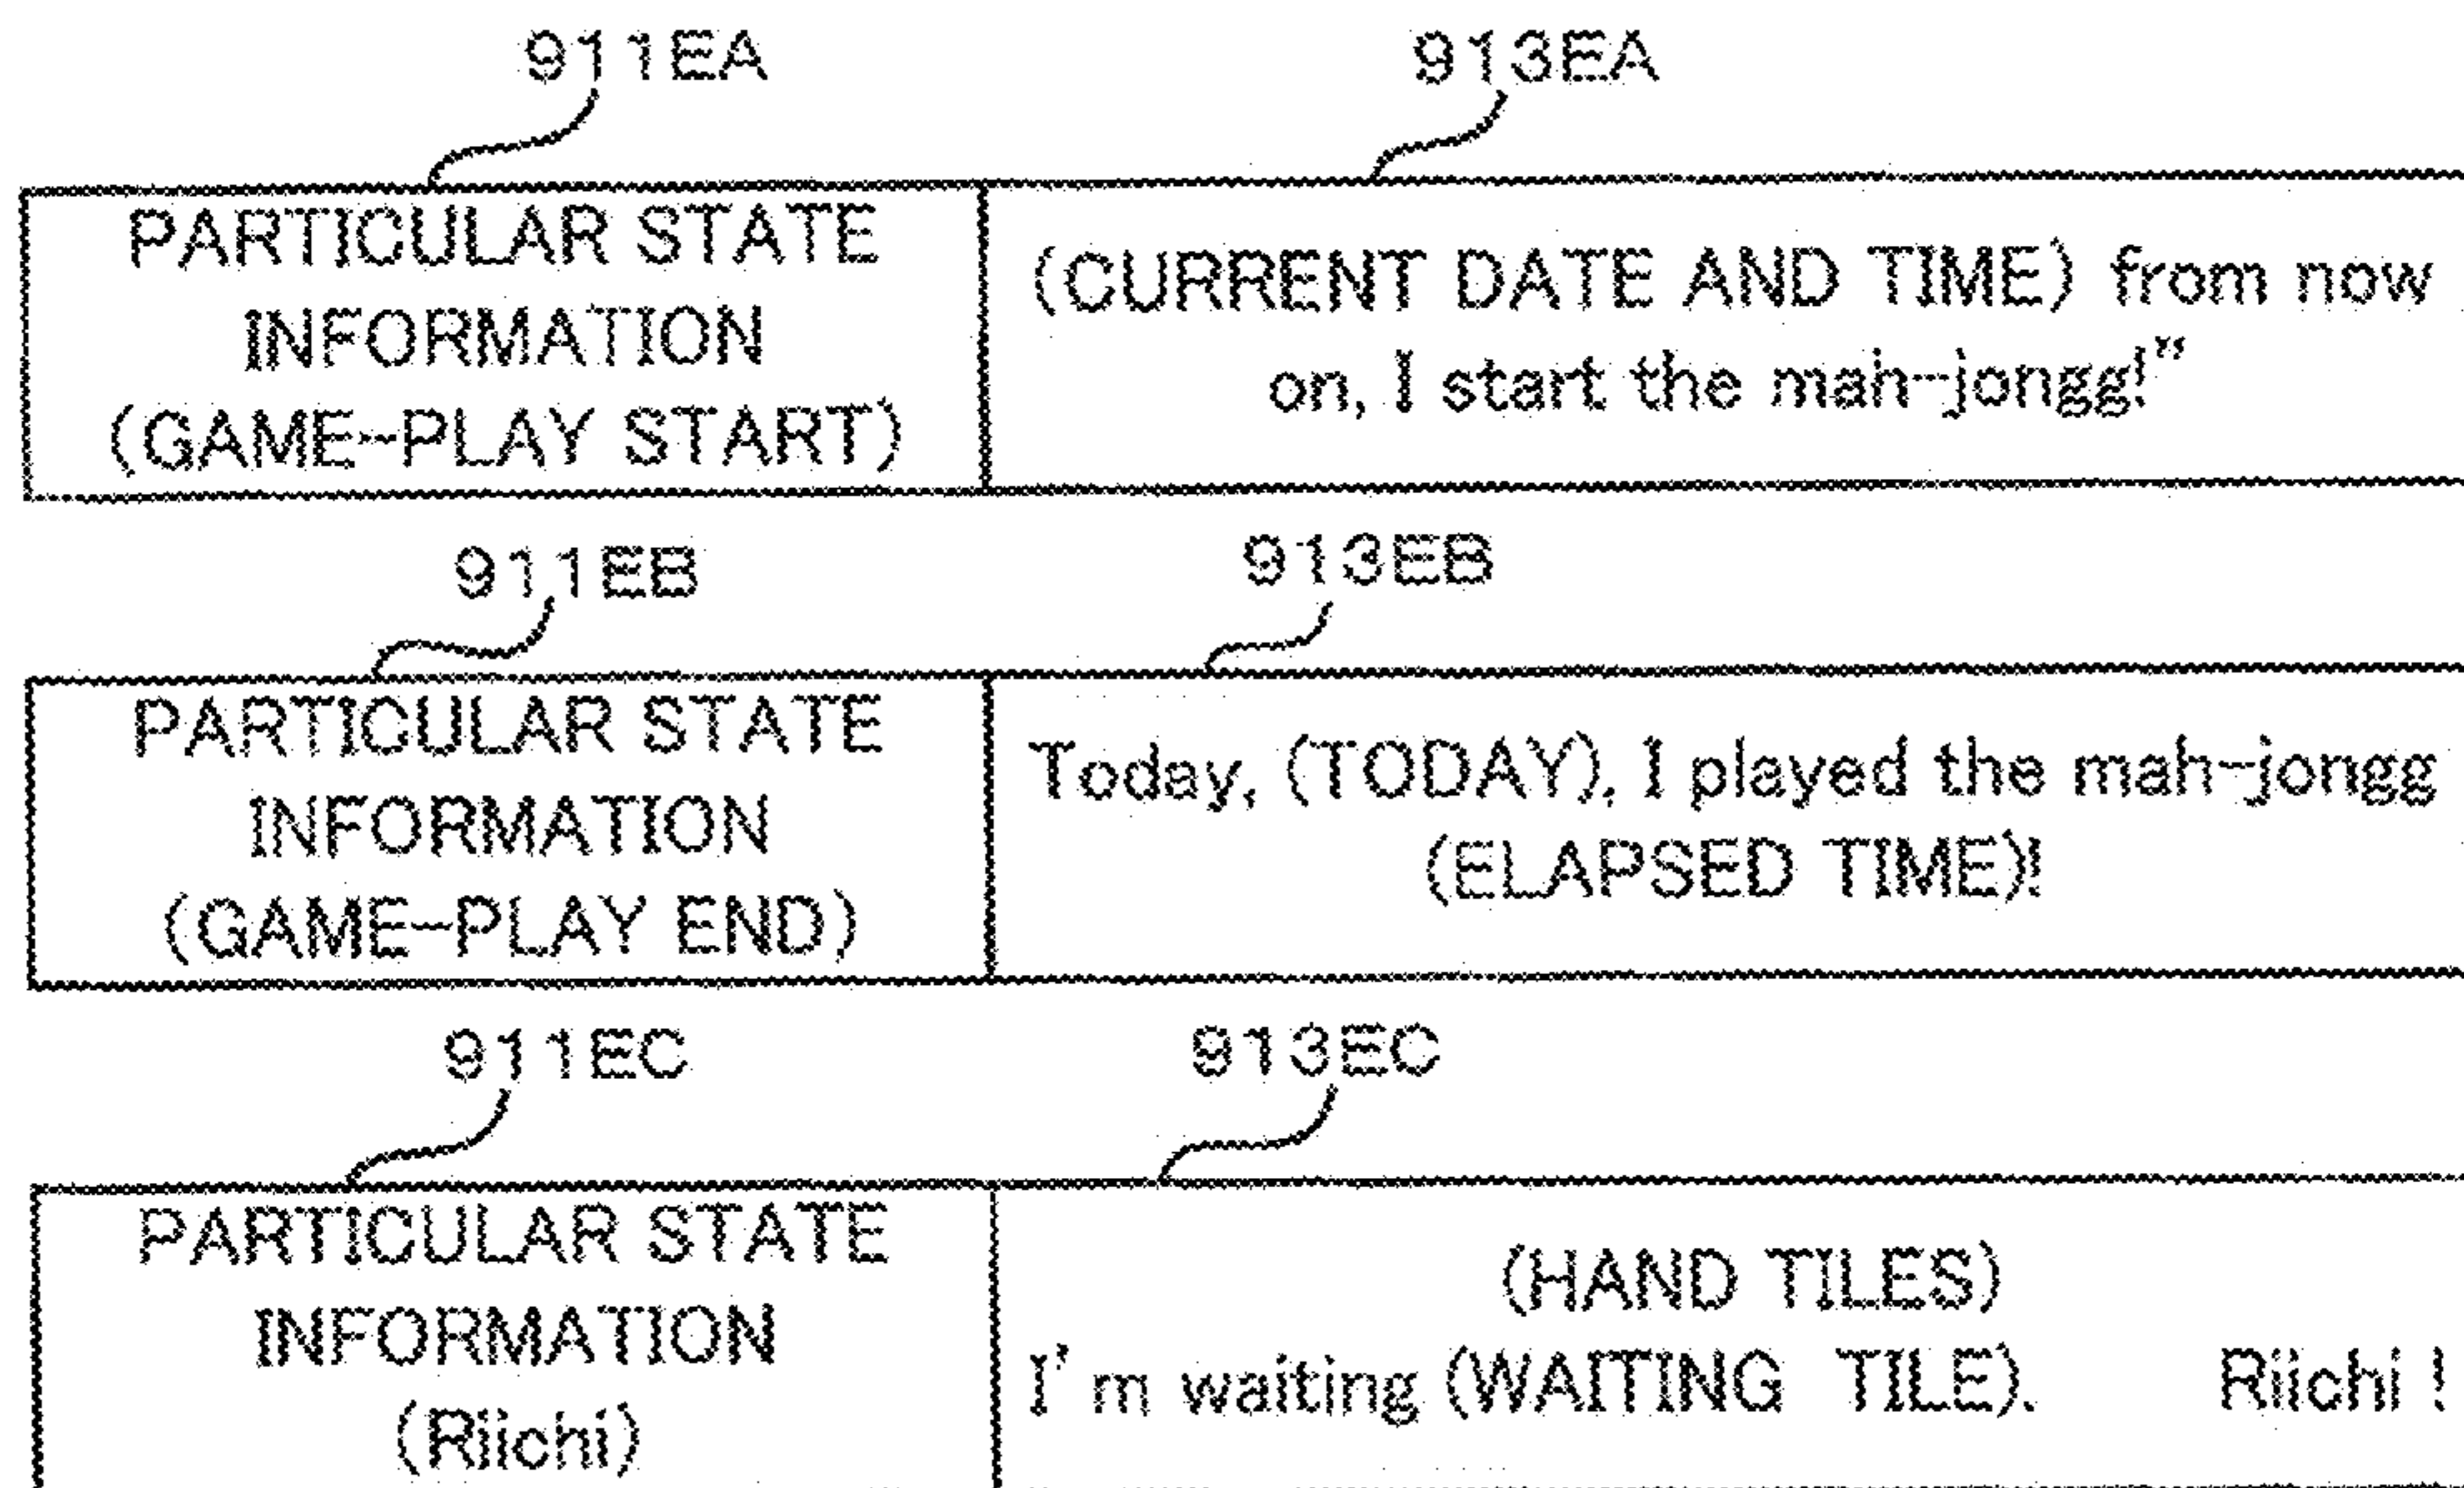 911EA
913EA
PARTICULAR STATE
INFORMATION
(GAME-PLAY START)
(CURRENT DATE AND TIME) from now
on, I start the mah-jongg!”
911EB
913EB
PARTICULAR STATE
INFORMATION
(GAME-PLAY END)
Today, (TODAY), I played the mah-jongg
(ELAPSED TIME)!
911EC
913EC
PARTICULAR STATE
INFORMATION
(Riichi)
(HAND TILES)
I’m waiting (WAITING TILE). Riichi !